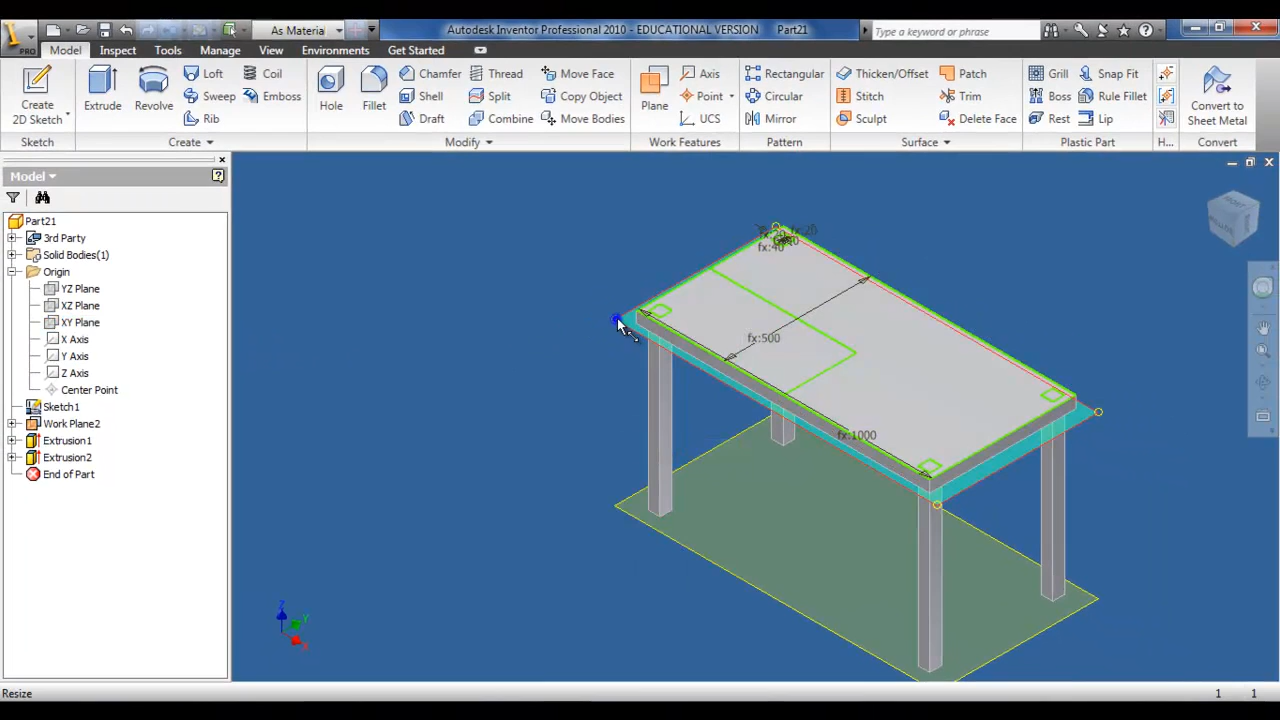 As Material
Autodesk Inventor Professional 2010 - EDUCATIONAL VERSION Part21
Type a keyword or phrase
PRO
Model Inspect Tools Manage View Environments Get Started
Create 2D Sketch
Extrude Revolve Loft Sweep Rib Coil Emboss
Hole Fillet Chamfer Shell Draft Thread Split Combine Move Face Copy Object Move Bodies
Plane Axis Point UCS
Rectangular Circular Mirror
Thicken/Offset Stitch Sculpt Patch Trim Delete Face
Grill Boss Rest Snap Fit Rule Fillet Lip
Convert to Sheet Metal
Sketch Create Modify Work Features Pattern Surface Plastic Part H... Convert
Model
Part21
3rd Party
Solid Bodies(1)
Origin
YZ Plane
XZ Plane
XY Plane
X Axis
Y Axis
Z Axis
Center Point
Sketch1
Work Plane2
Extrusion1
Extrusion2
End of Part
fx:20
fx:40
fx:500
fx:1000
Z
Y
X
Resize
1 1